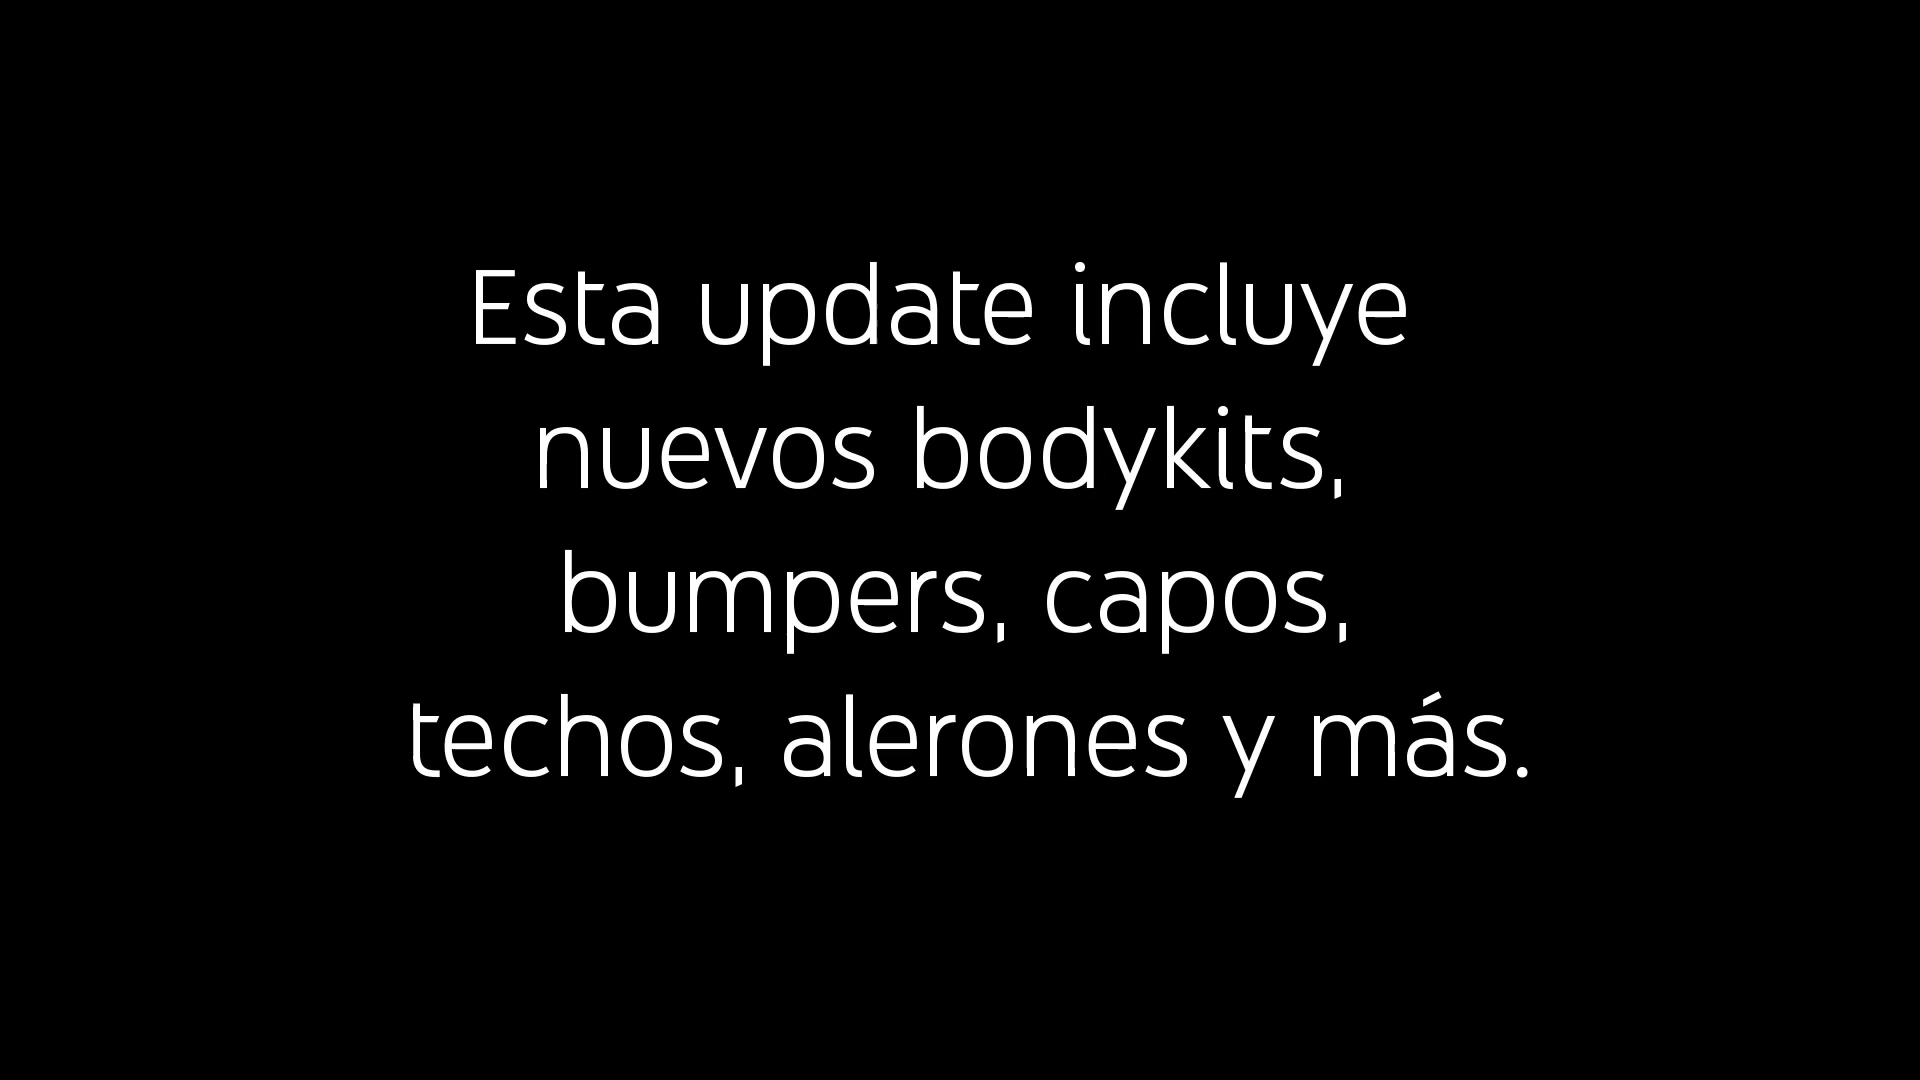 Esta update incluye
nuevos bodykits,
bumpers, capos,
techos, alerones y más.